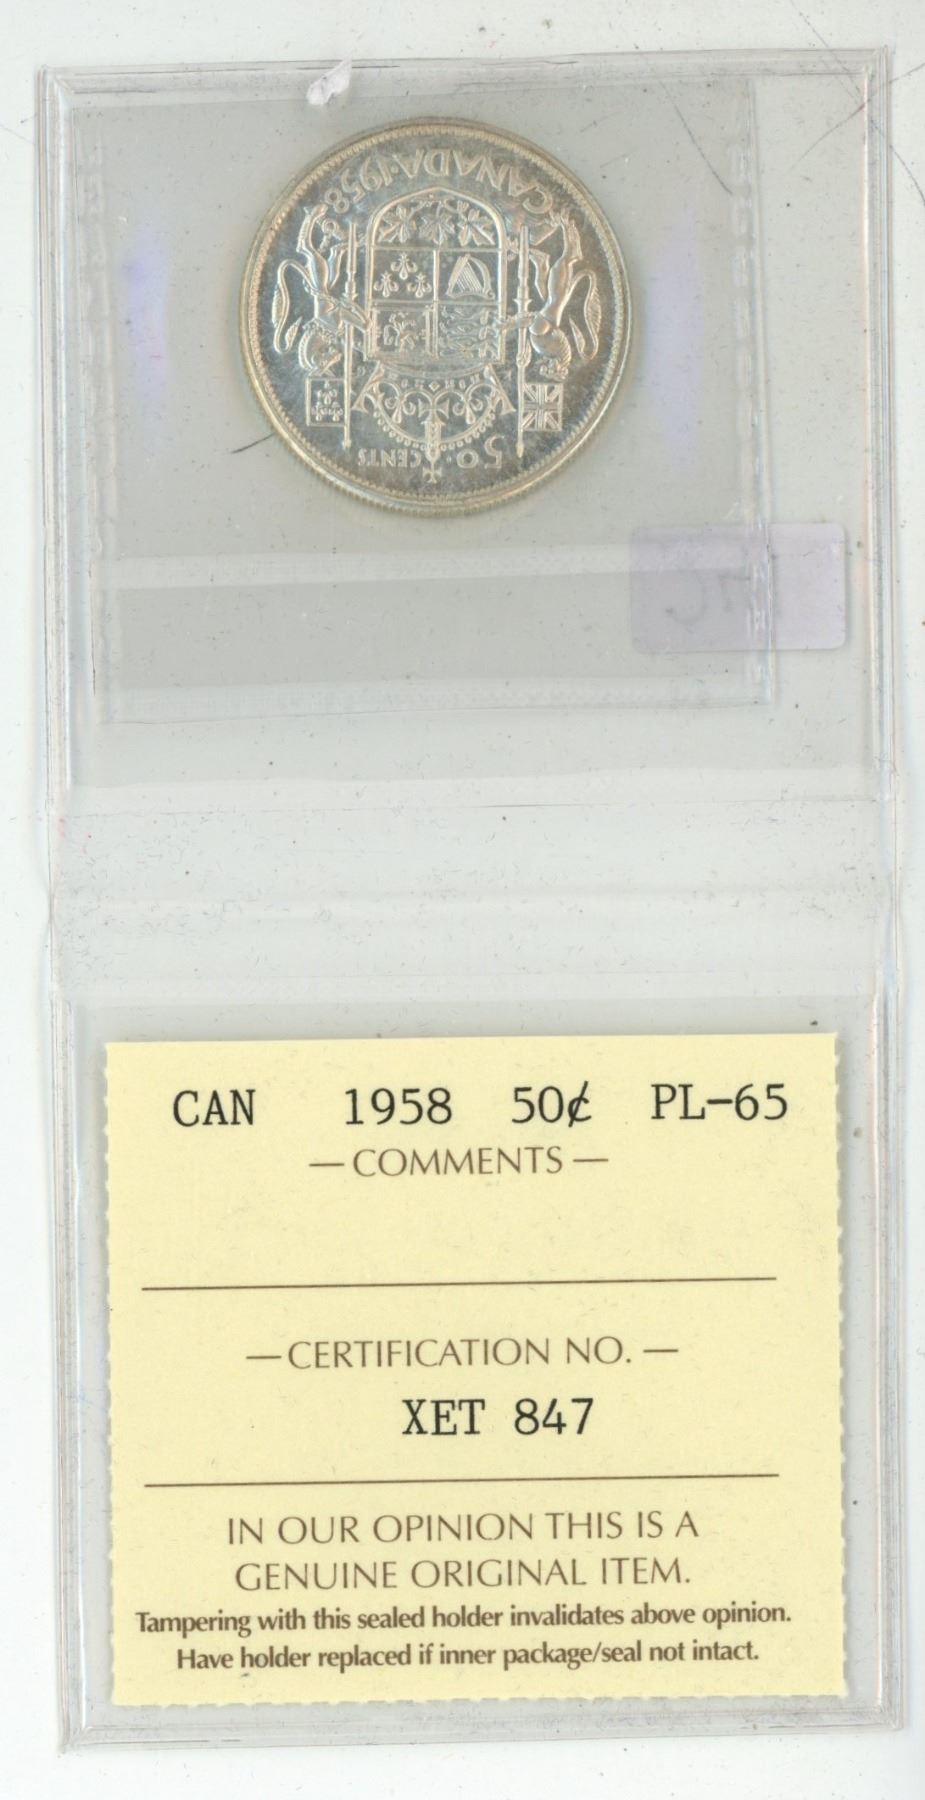 CANADA·1958
50 CENTS
CAN 1958 50¢ PL-65
—COMMENTS—
—CERTIFICATION NO.—
XET 847
IN OUR OPINION THIS IS A
GENUINE ORIGINAL ITEM.
Tampering with this sealed holder invalidates above opinion.
Have holder replaced if inner package/seal not intact.